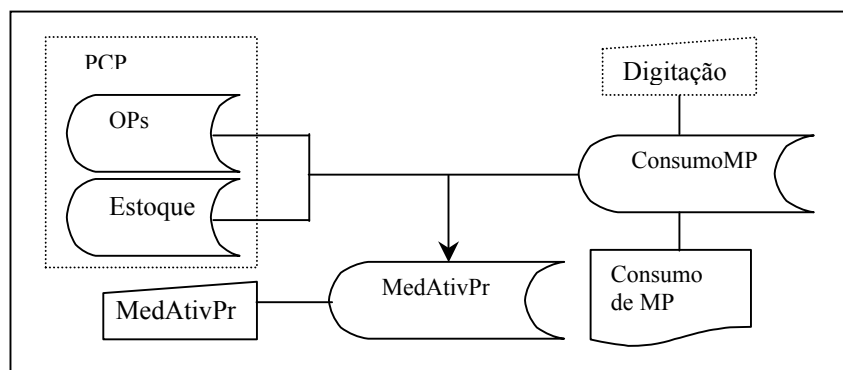 PCP
Digitação
OPs
ConsumoMP
Estoque
MedAtivPr
Consumo
de MP
MedAtivPr